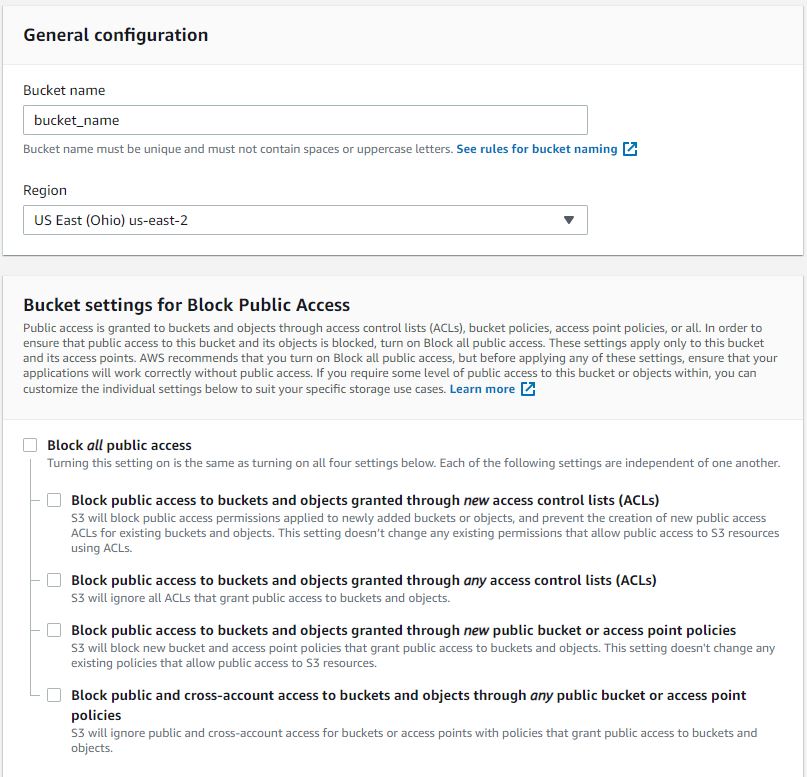 General configuration
Bucket name
bucket_name
Bucket name must be unique and must not contain spaces or uppercase letters. See rules for bucket naming
Region
US East (Ohio) us-east-2
Bucket settings for Block Public Access
Public access is granted to buckets and objects through access control lists (ACLs), bucket policies, access point policies, or all. In order to
ensure that public access to this bucket and its objects is blocked, turn on Block all public access. These settings apply only to this bucket
and its access points. AWS recommends that you turn on Block all public access, but before applying any of these settings, ensure that your
applications will work correctly without public access. If you require some level of public access to this bucket or objects within, you can
customize the individual settings below to suit your specific storage use cases. Learn more
Block all public access
Turning this setting on is the same as turning on all four settings below. Each of the following settings are independent of one another.
Block public access to buckets and objects granted through new access control lists (ACLs)
S3 will block public access permissions applied to newly added buckets or objects, and prevent the creation of new public access
ACLs for existing buckets and objects. This setting doesn't change any existing permissions that allow public access to S3 resources
using ACLs.
Block public access to buckets and objects granted through any access control lists (ACLs)
S3 will ignore all ACLs that grant public access to buckets and objects.
Block public access to buckets and objects granted through new public bucket or access point policies
S3 will block new bucket and access point policies that grant public access to buckets and objects. This setting doesn't change any
existing policies that allow public access to S3 resources.
Block public and cross-account access to buckets and objects through any public bucket or access point
policies
S3 will ignore public and cross-account access for buckets or access points with policies that grant public access to buckets and
objects.